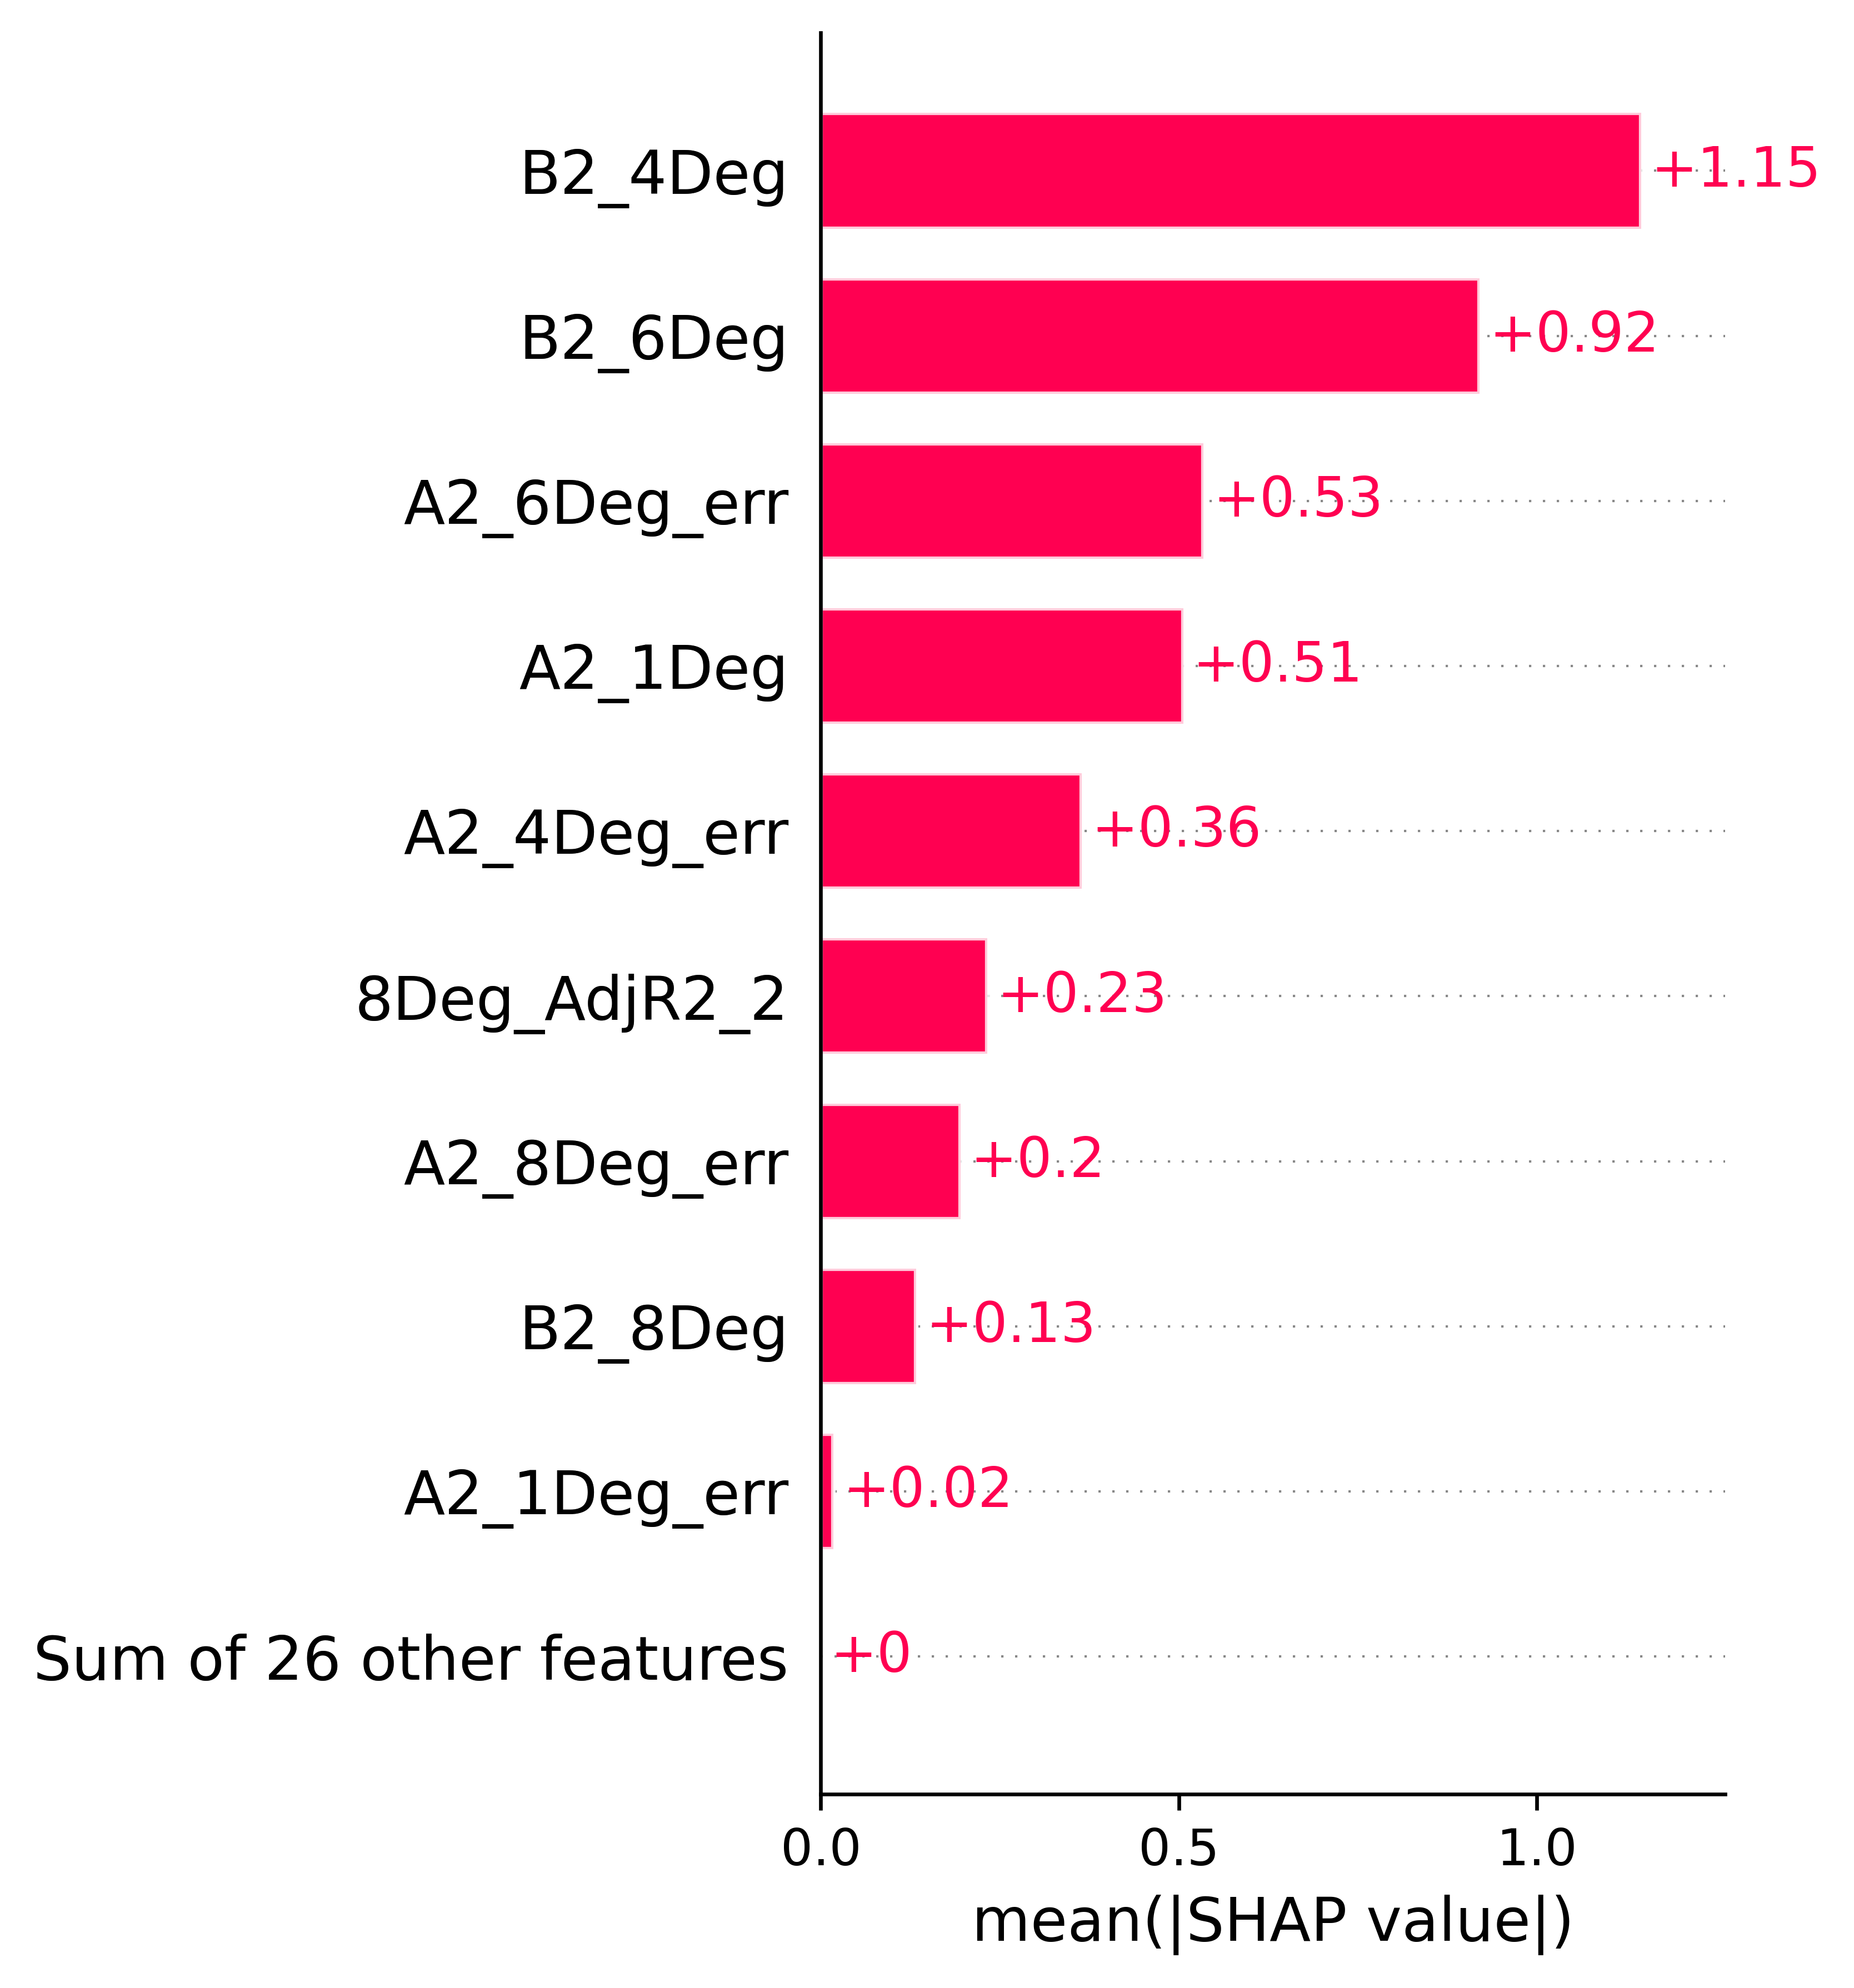 B2_4Deg +1.15
B2_6Deg +0.92
A2_6Deg_err +0.53
A2_1Deg +0.51
A2_4Deg_err +0.36
8Deg_AdjR2_2 +0.23
A2_8Deg_err +0.2
B2_8Deg +0.13
A2_1Deg_err +0.02
Sum of 26 other features +0
0.0 0.5 1.0
mean(|SHAP value|)